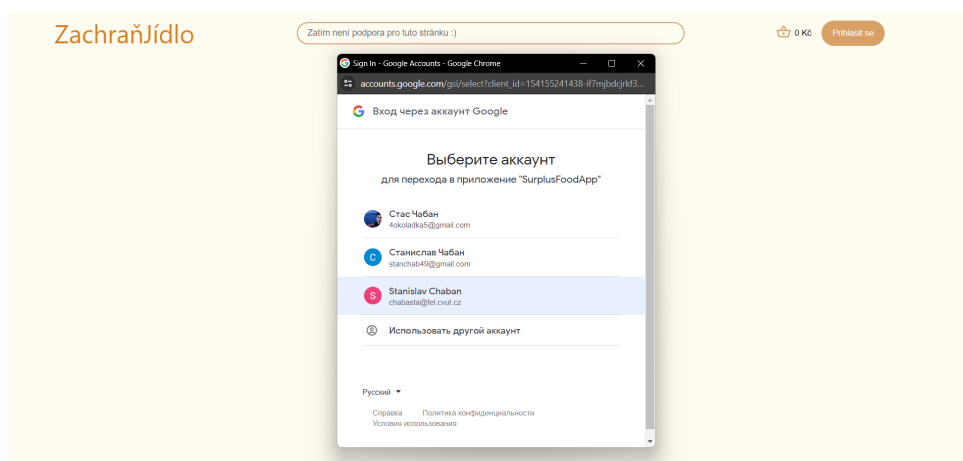 ZachraňJídlo
Zatím není podpora pro tuto stránku :)
0 Kč
Prihlasit se
Sign In - Google Accounts - Google Chrome
accounts.google.com/gsi/select?client_id=154155241438-if7mjbdcjrld3...
Вход через аккаунт Google
Выберите аккаунт
для перехода в приложение "SurplusFoodApp"
Стас Чабан
4okoladka5@gmail.com
С
Станислав Чабан
stanchab49@gmail.com
S
Stanislav Chaban
chabasta@fel.cvut.cz
Использовать другой аккаунт
Русский
Справка Политика конфиденциальности
Условия использования